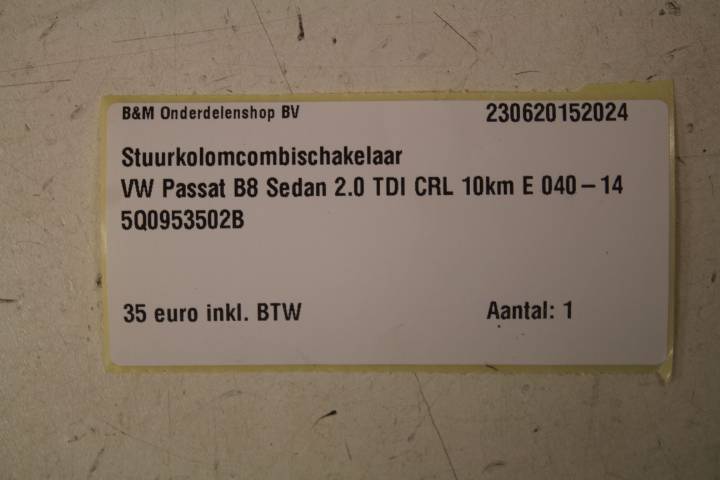 B&M Onderdelenshop BV 230620152024
Stuurkolomcombischakelaar
VW Passat B8 Sedan 2.0 TDI CRL 10km E 040-14
5Q0953502B
35 euro inkl. BTW Aantal: 1